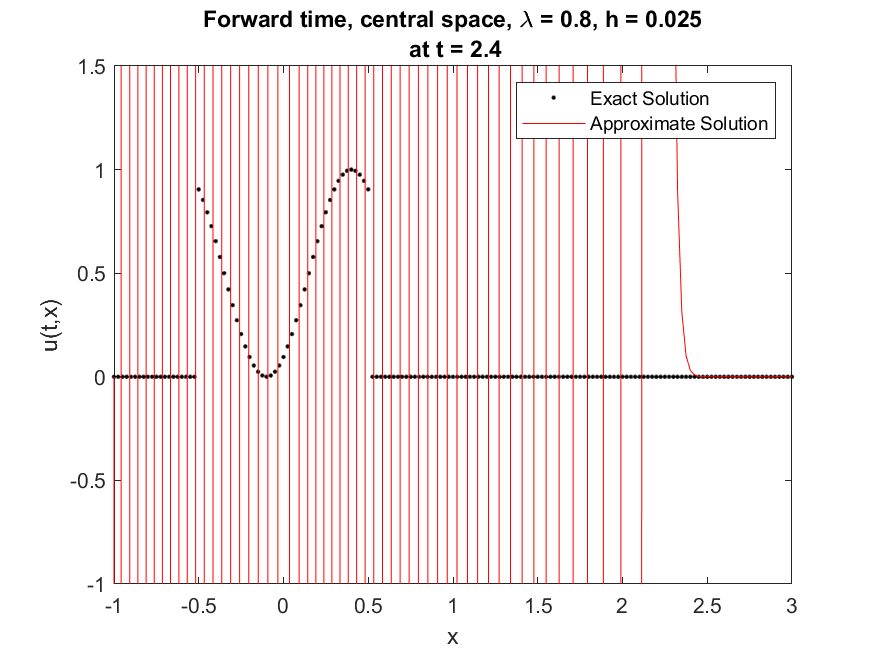 Forward time, central space, λ = 0.8, h = 0.025
at t = 2.4
Exact Solution
Approximate Solution
u(t,x)
1.5
1
0.5
0
-0.5
-1
-1 -0.5 0 0.5 1 1.5 2 2.5 3
x